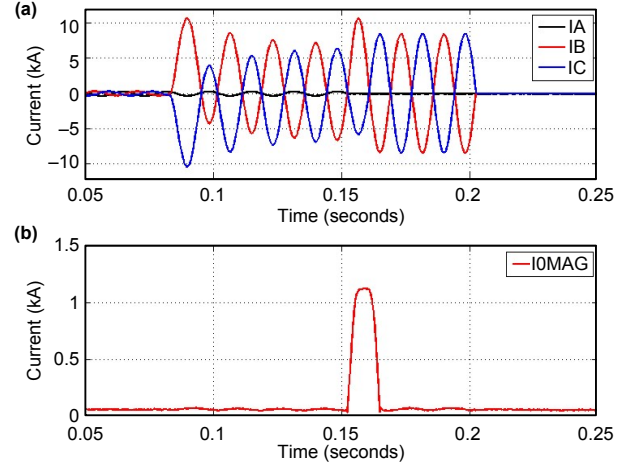 (a)
10
5
0
−5
−10
Current (kA)
IA
IB
IC
0.05 0.1 0.15 0.2 0.25
Time (seconds)
(b)
1.5
1
0.5
0
Current (kA)
I0MAG
0.05 0.1 0.15 0.2 0.25
Time (seconds)